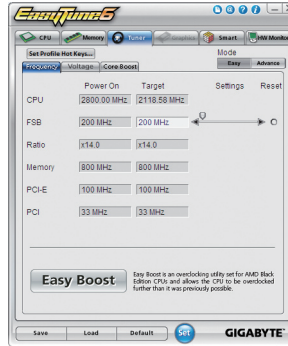 EasyTune6
CPU Memory Tuner Graphics Smart HW Monitor
Set Profile Hot Keys... Mode
Easy Advance
Frequency Voltage Core Boost
Power On Target Settings Reset
CPU 2800.00 MHz 2118.58 MHz
FSB 200 MHz 200 MHz
Ratio x14.0 x14.0
Memory 800 MHz 800 MHz
PCI-E 100 MHz 100 MHz
PCI 33 MHz 33 MHz
Easy Boost
Easy Boost is an overclocking utility set for AMD Black
Edition CPUs and allows the CPU to be overclocked
further than it was previously possible.
Save Load Default Set GIGABYTE